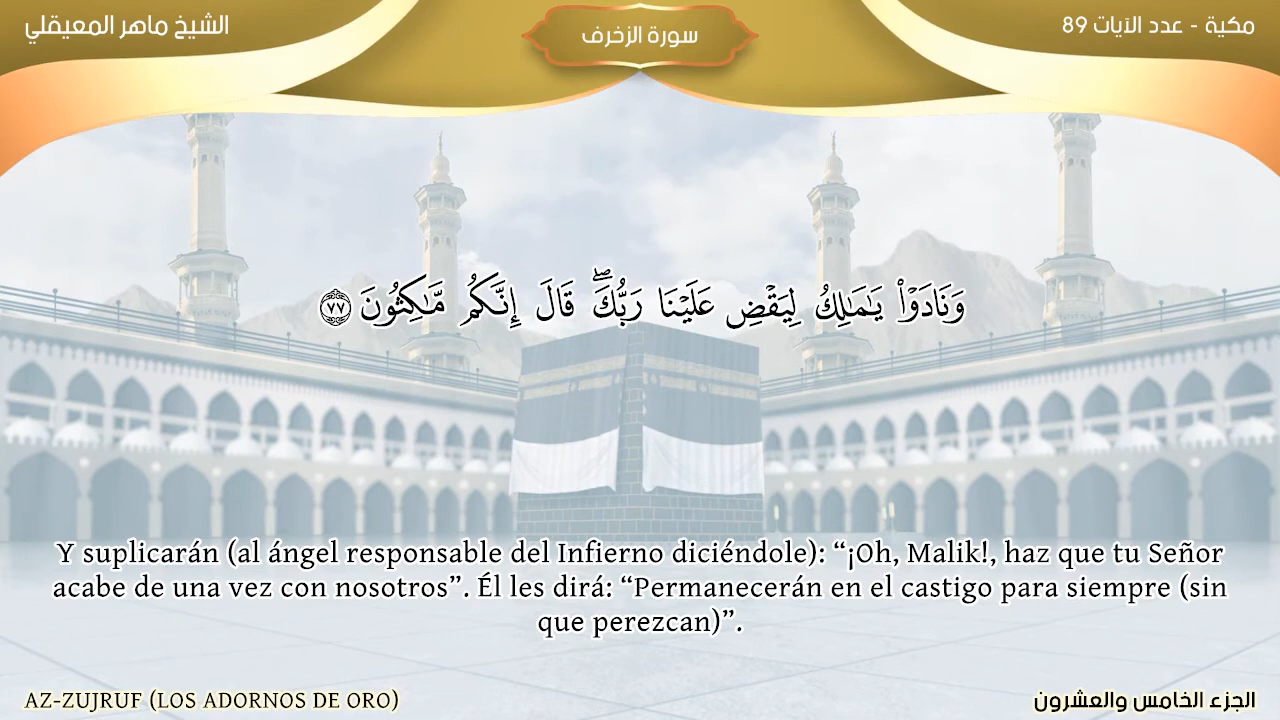 مكية - عدد الآيات 89
سورة الزخرف
الشيخ ماهر المعيقلي
وَنَادَوْا۟ يَـٰمَـٰلِكُ لِيَقْضِ عَلَيْنَا رَبُّكَ ۖ قَالَ إِنَّكُم مَّـٰكِثُونَ ٧٧
Y suplicarán (al ángel responsable del Infierno diciéndole): “¡Oh, Malik!, haz que tu Señor
acabe de una vez con nosotros”. Él les dirá: “Permanecerán en el castigo para siempre (sin
que perezcan)”.
AZ-ZUJRUF (LOS ADORNOS DE ORO)
الجزء الخامس والعشرون